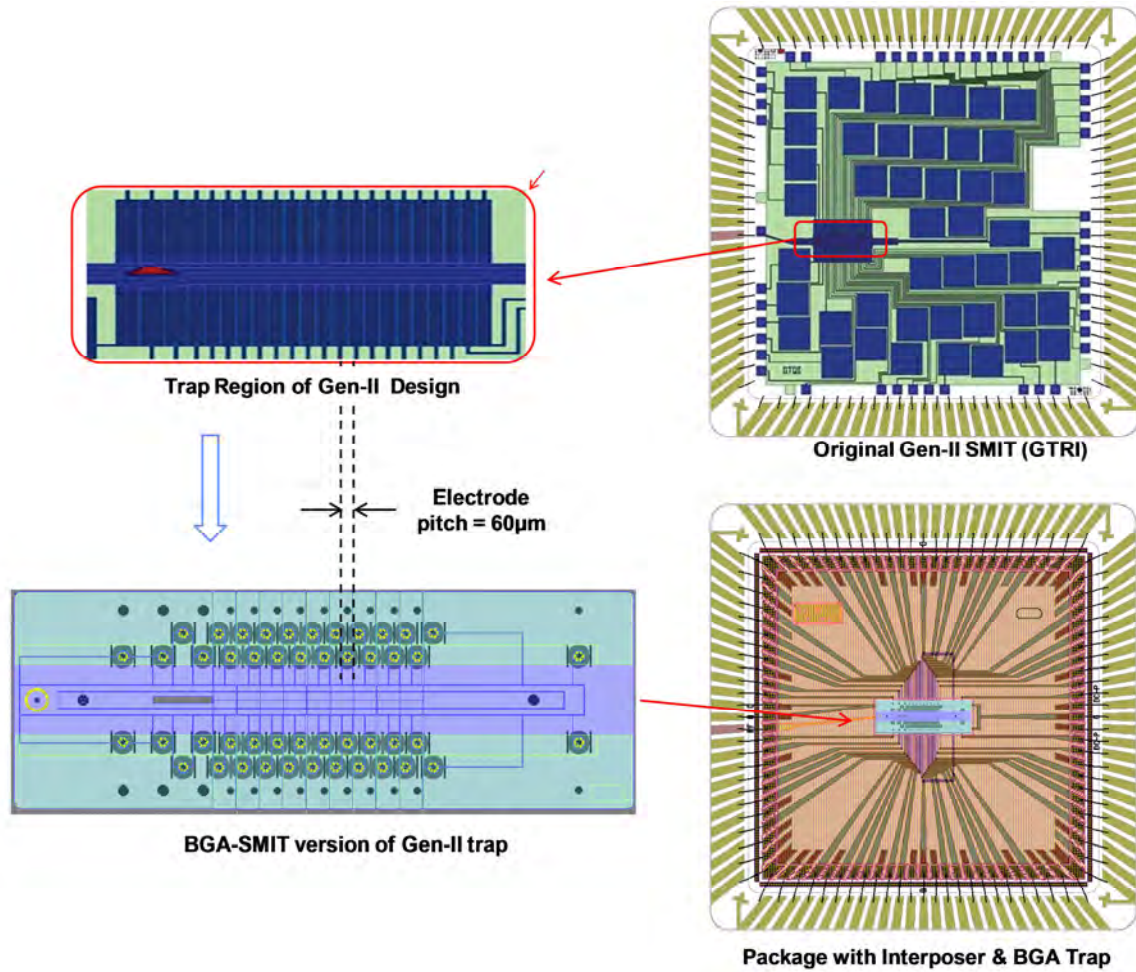 Trap Region of Gen-II Design
Original Gen-II SMIT (GTRI)
Electrode
pitch = 60µm
BGA-SMIT version of Gen-II trap
Package with Interposer & BGA Trap